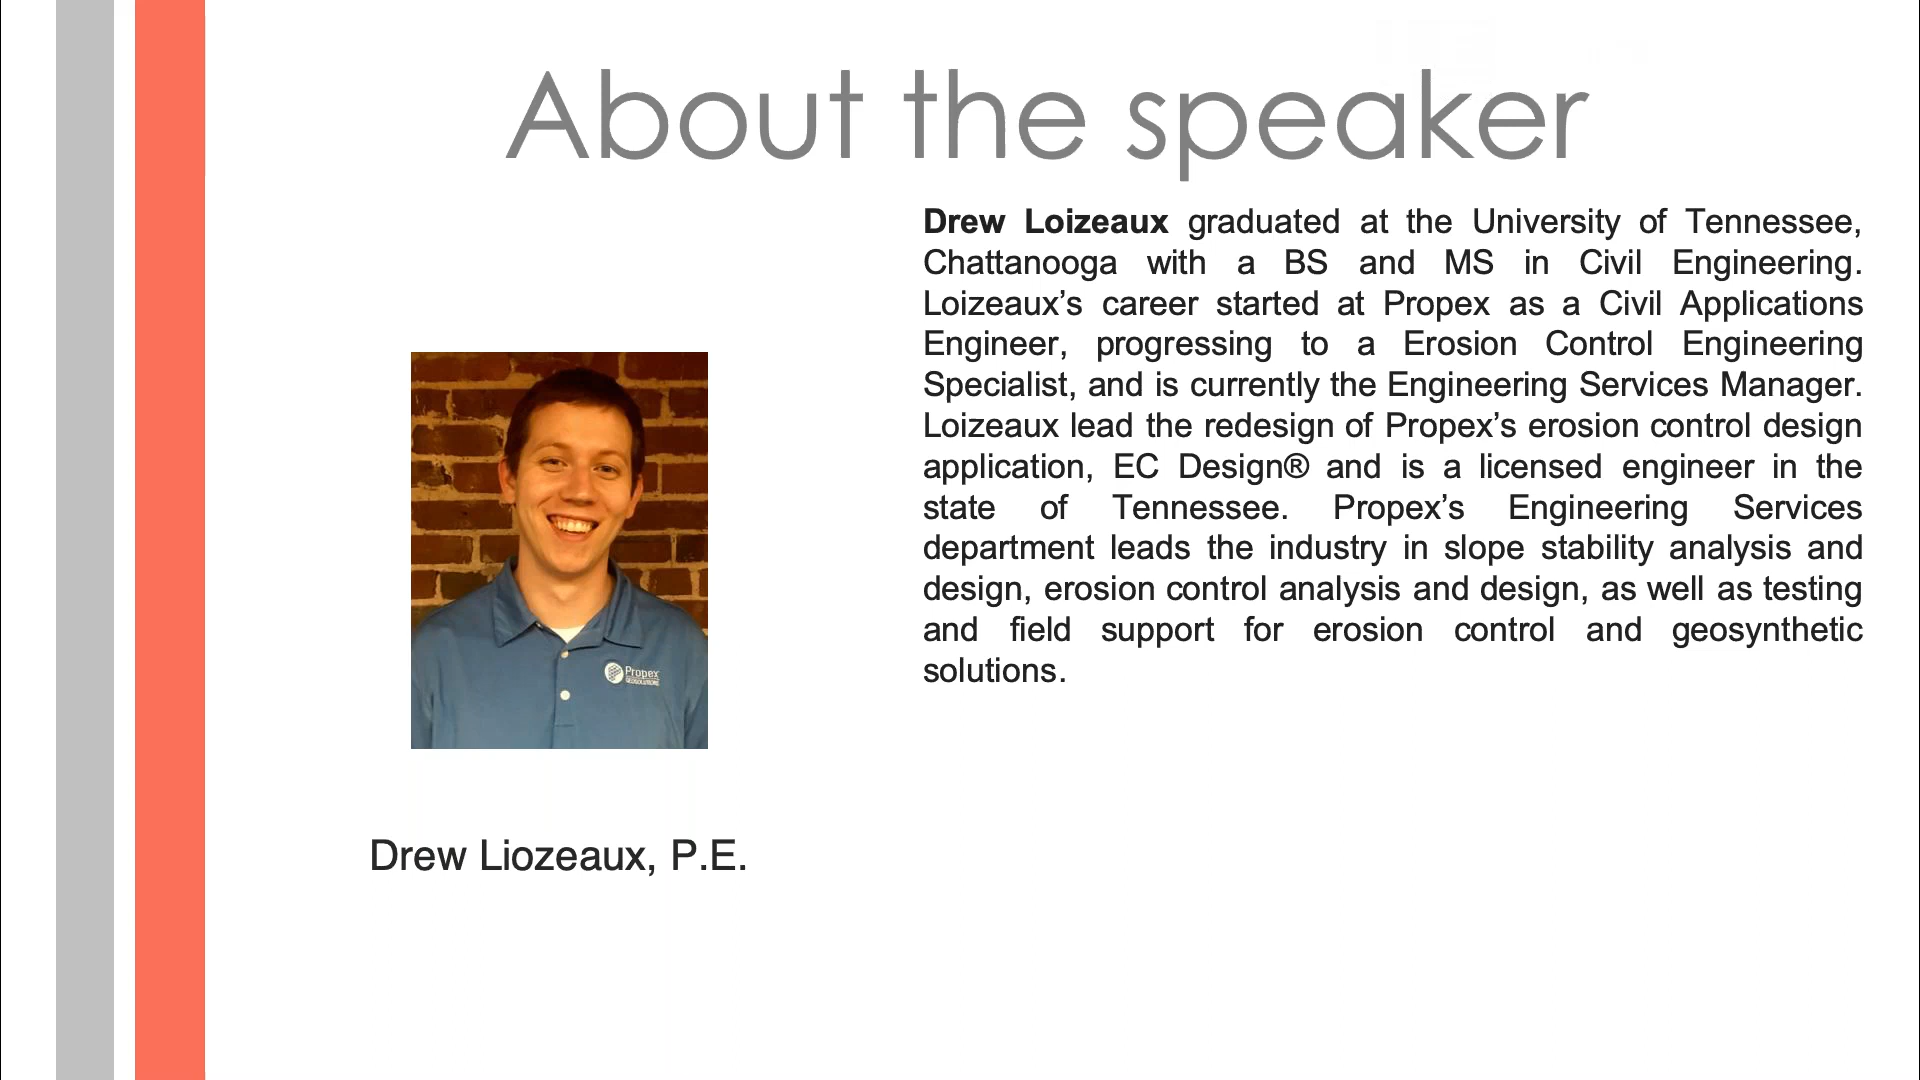 About the speaker
Drew Loizeaux graduated at the University of Tennessee,
Chattanooga with a BS and MS in Civil Engineering.
Loizeaux’s career started at Propex as a Civil Applications
Engineer, progressing to a Erosion Control Engineering
Specialist, and is currently the Engineering Services Manager.
Loizeaux lead the redesign of Propex’s erosion control design
application, EC Design® and is a licensed engineer in the
state of Tennessee. Propex’s Engineering Services
department leads the industry in slope stability analysis and
design, erosion control analysis and design, as well as testing
and field support for erosion control and geosynthetic
solutions.
Propex
GEOSOLUTIONS
Drew Liozeaux, P.E.